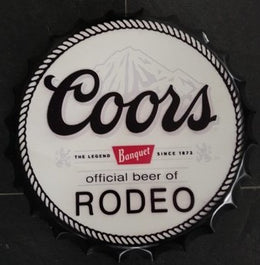 Coors
THE LEGEND Banquet SINCE 1873
official beer of
RODEO